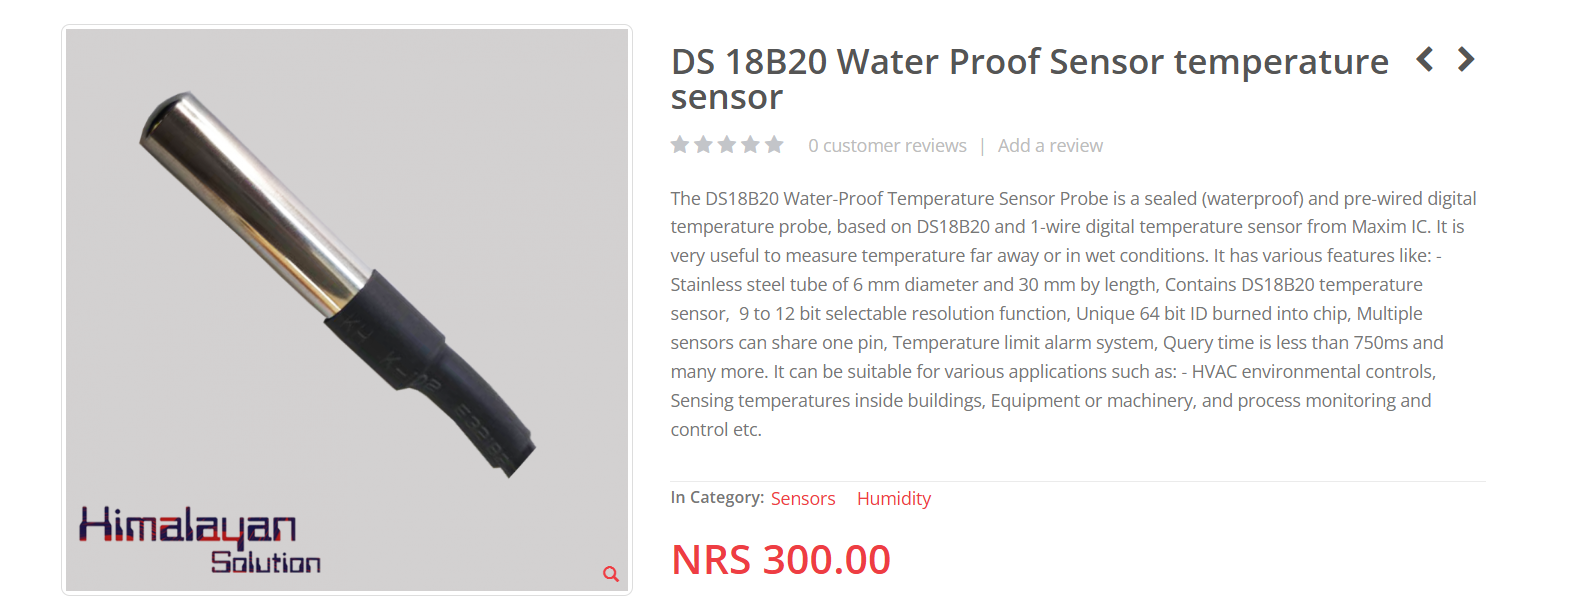 DS 18B20 Water Proof Sensor temperature
sensor
0 customer reviews | Add a review
The DS18B20 Water-Proof Temperature Sensor Probe is a sealed (waterproof) and pre-wired digital
temperature probe, based on DS18B20 and 1-wire digital temperature sensor from Maxim IC. It is
very useful to measure temperature far away or in wet conditions. It has various features like: -
Stainless steel tube of 6 mm diameter and 30 mm by length, Contains DS18B20 temperature
sensor,  9 to 12 bit selectable resolution function, Unique 64 bit ID burned into chip, Multiple
sensors can share one pin, Temperature limit alarm system, Query time is less than 750ms and
many more. It can be suitable for various applications such as: - HVAC environmental controls,
Sensing temperatures inside buildings, Equipment or machinery, and process monitoring and
control etc.
In Category: Sensors Humidity
NRS 300.00
Himalayan
Solution